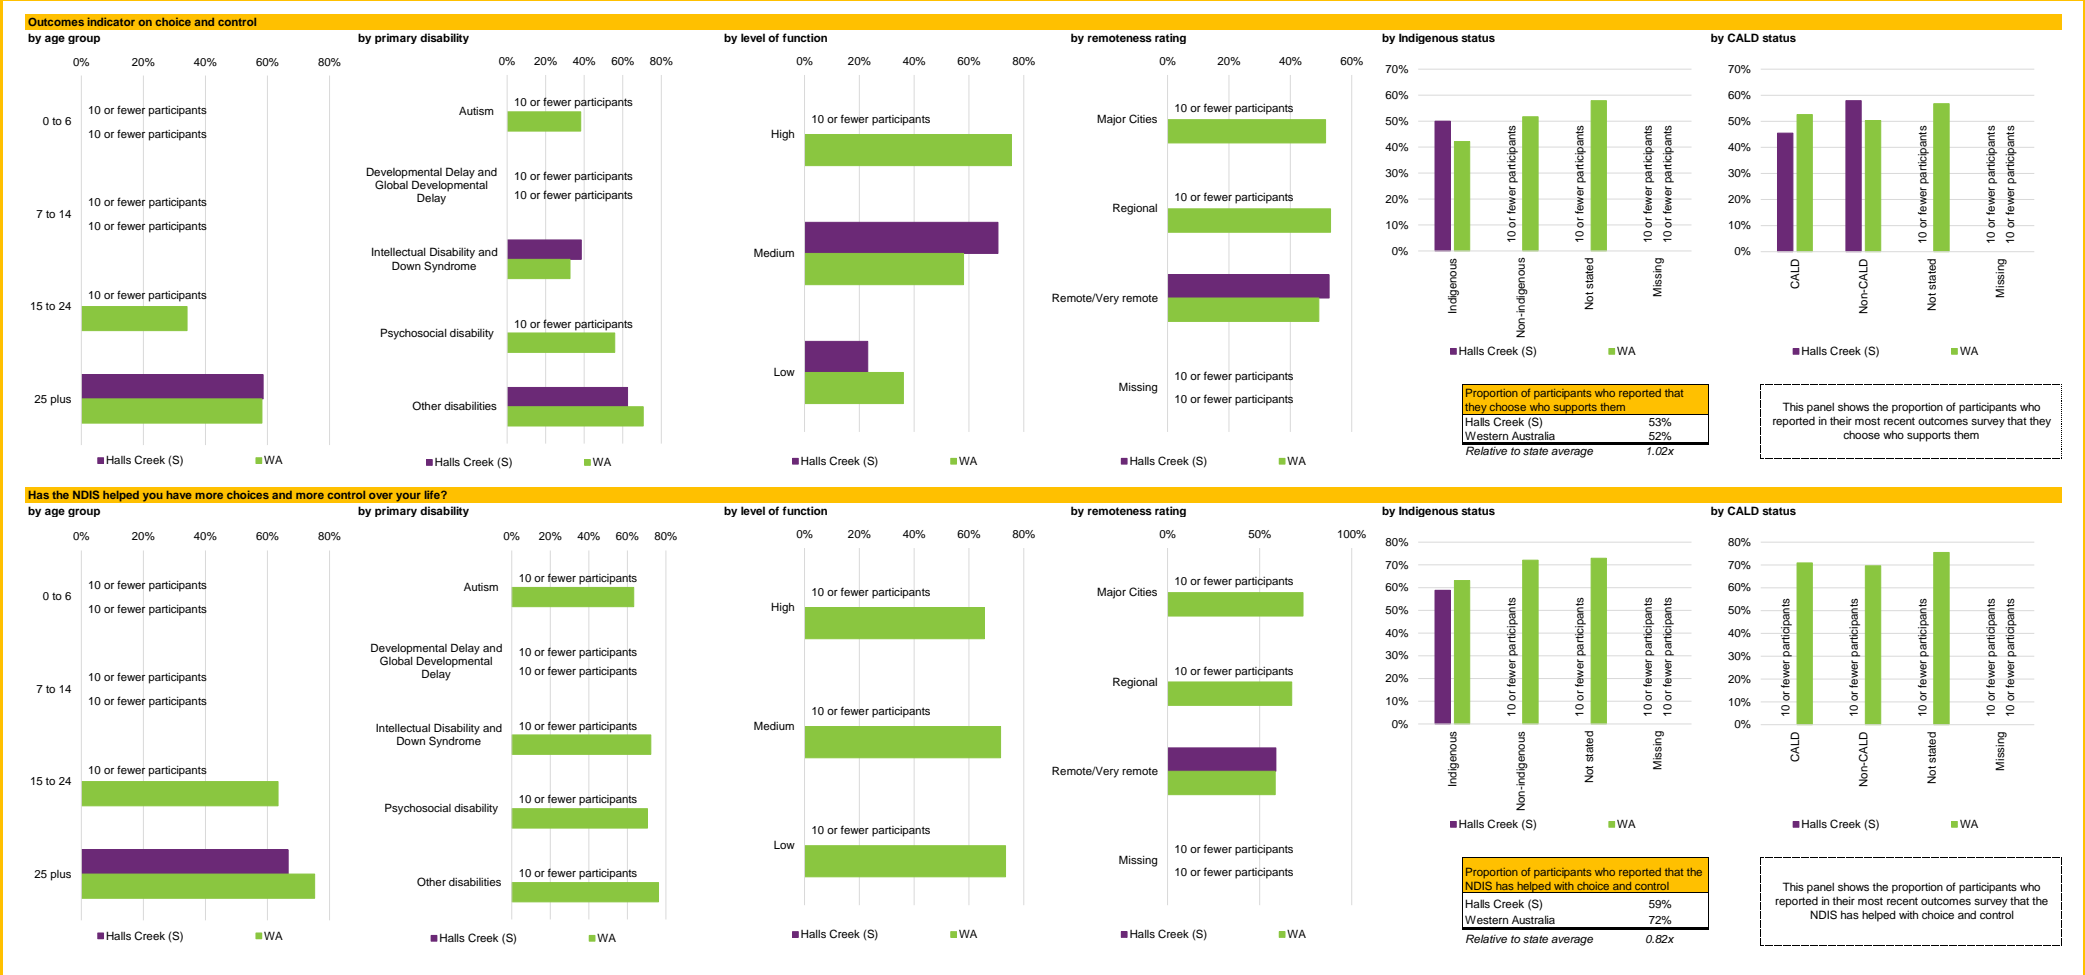 Outcomes indicator on choice and control
by age group
0% 20% 40% 60% 80%
0 to 6
10 or fewer participants
10 or fewer participants
7 to 14
10 or fewer participants
10 or fewer participants
15 to 24
10 or fewer participants
25 plus
Halls Creek (S) WA
by primary disability
0% 20% 40% 60% 80%
Autism
10 or fewer participants
Developmental Delay and
Global Developmental
Delay
10 or fewer participants
10 or fewer participants
Intellectual Disability and
Down Syndrome
Psychosocial disability
10 or fewer participants
Other disabilities
Halls Creek (S) WA
by level of function
0% 20% 40% 60% 80%
High
10 or fewer participants
Medium
Low
Halls Creek (S) WA
by remoteness rating
0% 20% 40% 60%
Major Cities
10 or fewer participants
Regional
10 or fewer participants
Remote/Very remote
Missing
10 or fewer participants
10 or fewer participants
Halls Creek (S) WA
by Indigenous status
70%
60%
50%
40%
30%
20%
10%
0%
10 or fewer participants
10 or fewer participants
10 or fewer participants
10 or fewer participants
Indigenous
Non-indigenous
Not stated
Missing
Halls Creek (S) WA
by CALD status
70%
60%
50%
40%
30%
20%
10%
0%
10 or fewer participants
10 or fewer participants
10 or fewer participants
CALD
Non-CALD
Not stated
Missing
Halls Creek (S) WA
Proportion of participants who reported that
they choose who supports them
Halls Creek (S) 53%
Western Australia 52%
Relative to state average 1.02x
This panel shows the proportion of participants who
reported in their most recent outcomes survey that they
choose who supports them
Has the NDIS helped you have more choices and more control over your life?
by age group
0% 20% 40% 60% 80%
0 to 6
10 or fewer participants
10 or fewer participants
7 to 14
10 or fewer participants
10 or fewer participants
15 to 24
10 or fewer participants
25 plus
Halls Creek (S) WA
by primary disability
0% 20% 40% 60% 80%
Autism
10 or fewer participants
Developmental Delay and
Global Developmental
Delay
10 or fewer participants
10 or fewer participants
Intellectual Disability and
Down Syndrome
10 or fewer participants
Psychosocial disability
10 or fewer participants
Other disabilities
10 or fewer participants
Halls Creek (S) WA
by level of function
0% 20% 40% 60% 80%
High
10 or fewer participants
Medium
10 or fewer participants
Low
10 or fewer participants
Halls Creek (S) WA
by remoteness rating
0% 50% 100%
Major Cities
10 or fewer participants
Regional
10 or fewer participants
Remote/Very remote
Missing
10 or fewer participants
10 or fewer participants
Halls Creek (S) WA
by Indigenous status
80%
70%
60%
50%
40%
30%
20%
10%
0%
10 or fewer participants
10 or fewer participants
10 or fewer participants
10 or fewer participants
Indigenous
Non-indigenous
Not stated
Missing
Halls Creek (S) WA
by CALD status
80%
70%
60%
50%
40%
30%
20%
10%
0%
10 or fewer participants
10 or fewer participants
10 or fewer participants
10 or fewer participants
10 or fewer participants
CALD
Non-CALD
Not stated
Missing
Halls Creek (S) WA
Proportion of participants who reported that the
NDIS has helped with choice and control
Halls Creek (S) 59%
Western Australia 72%
Relative to state average 0.82x
This panel shows the proportion of participants who
reported in their most recent outcomes survey that the
NDIS has helped with choice and control